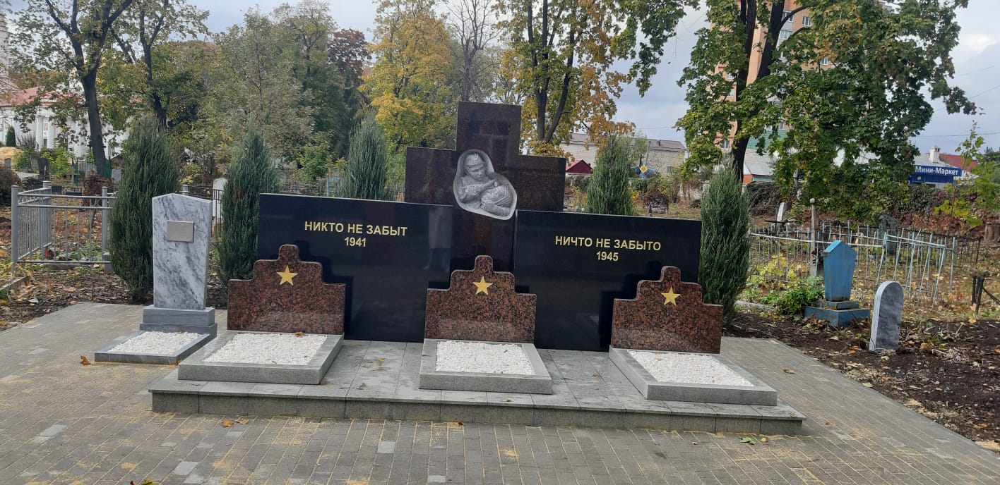 НИКТО НЕ ЗАБЫТ
1941
НИЧТО НЕ ЗАБЫТО
1945
Мини-Маркет